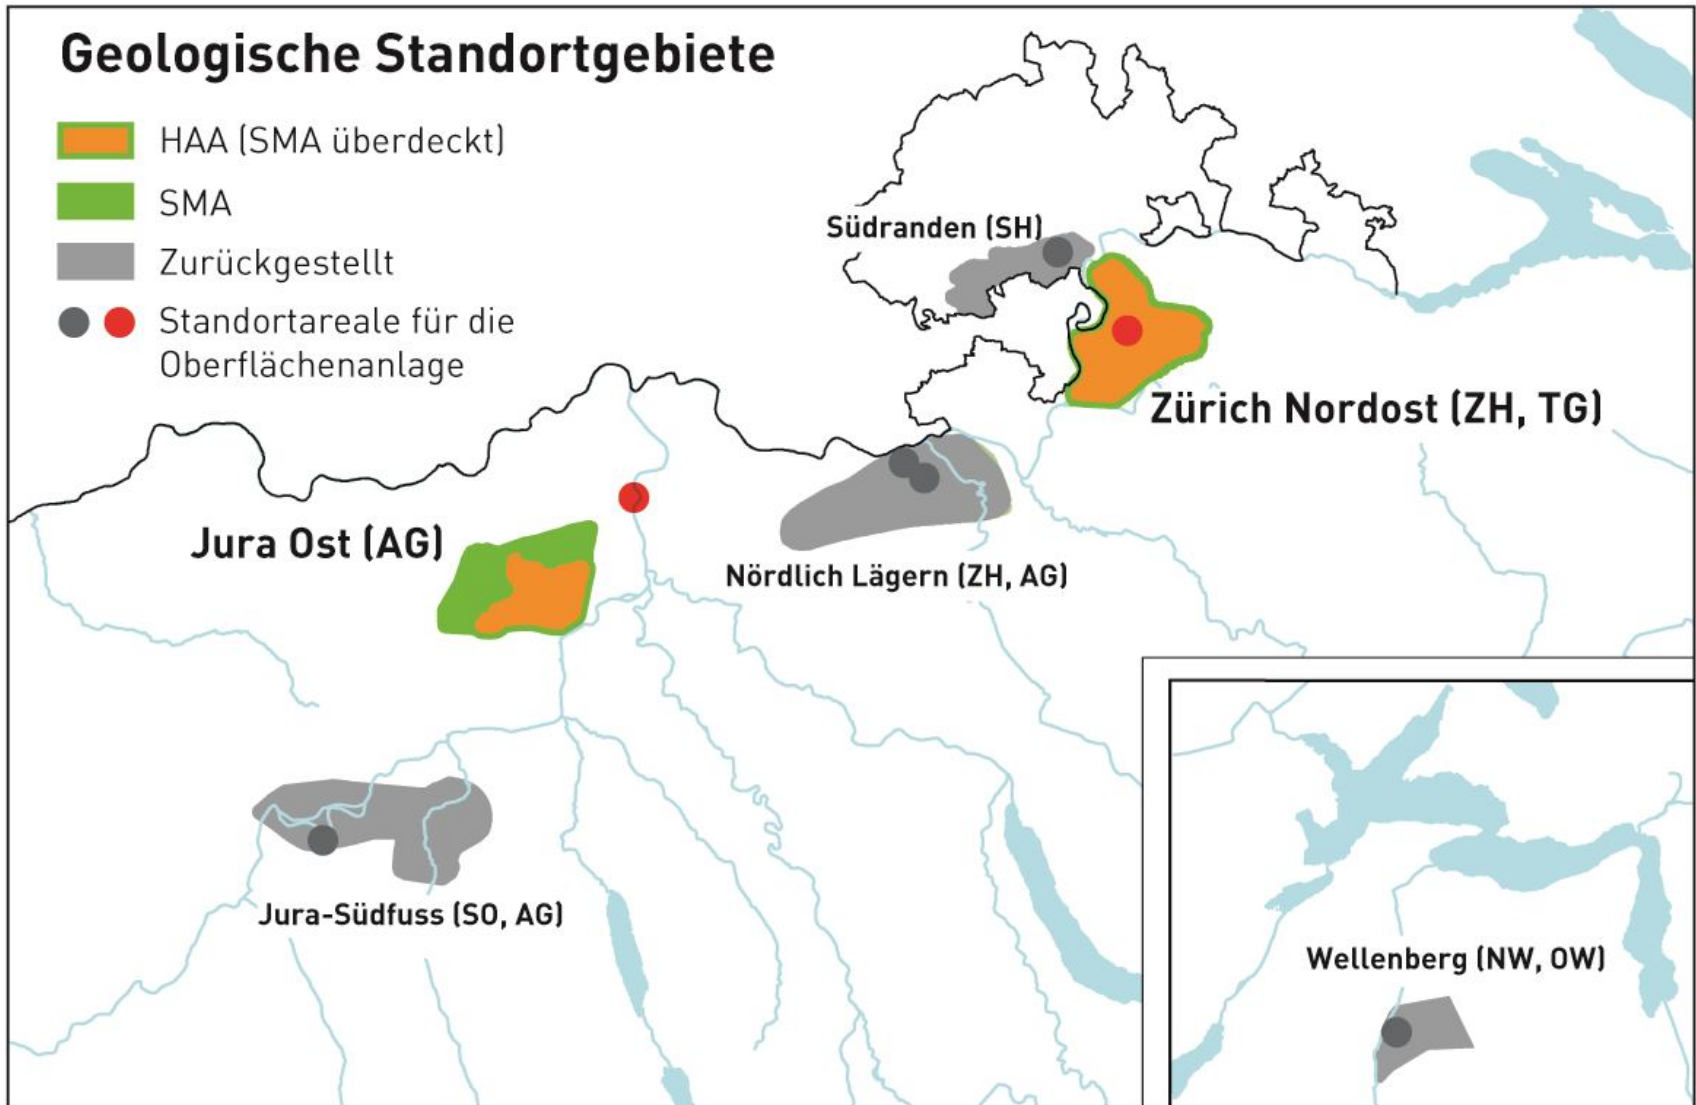 Geologische Standortgebiete
HAA (SMA überdeckt)
SMA
Zurückgestellt
Standortareale für die
Oberflächenanlage
Südranden (SH)
Zürich Nordost (ZH, TG)
Jura Ost (AG)
Nördlich Lägern (ZH, AG)
Jura-Südfuss (SO, AG)
Wellenberg (NW, OW)